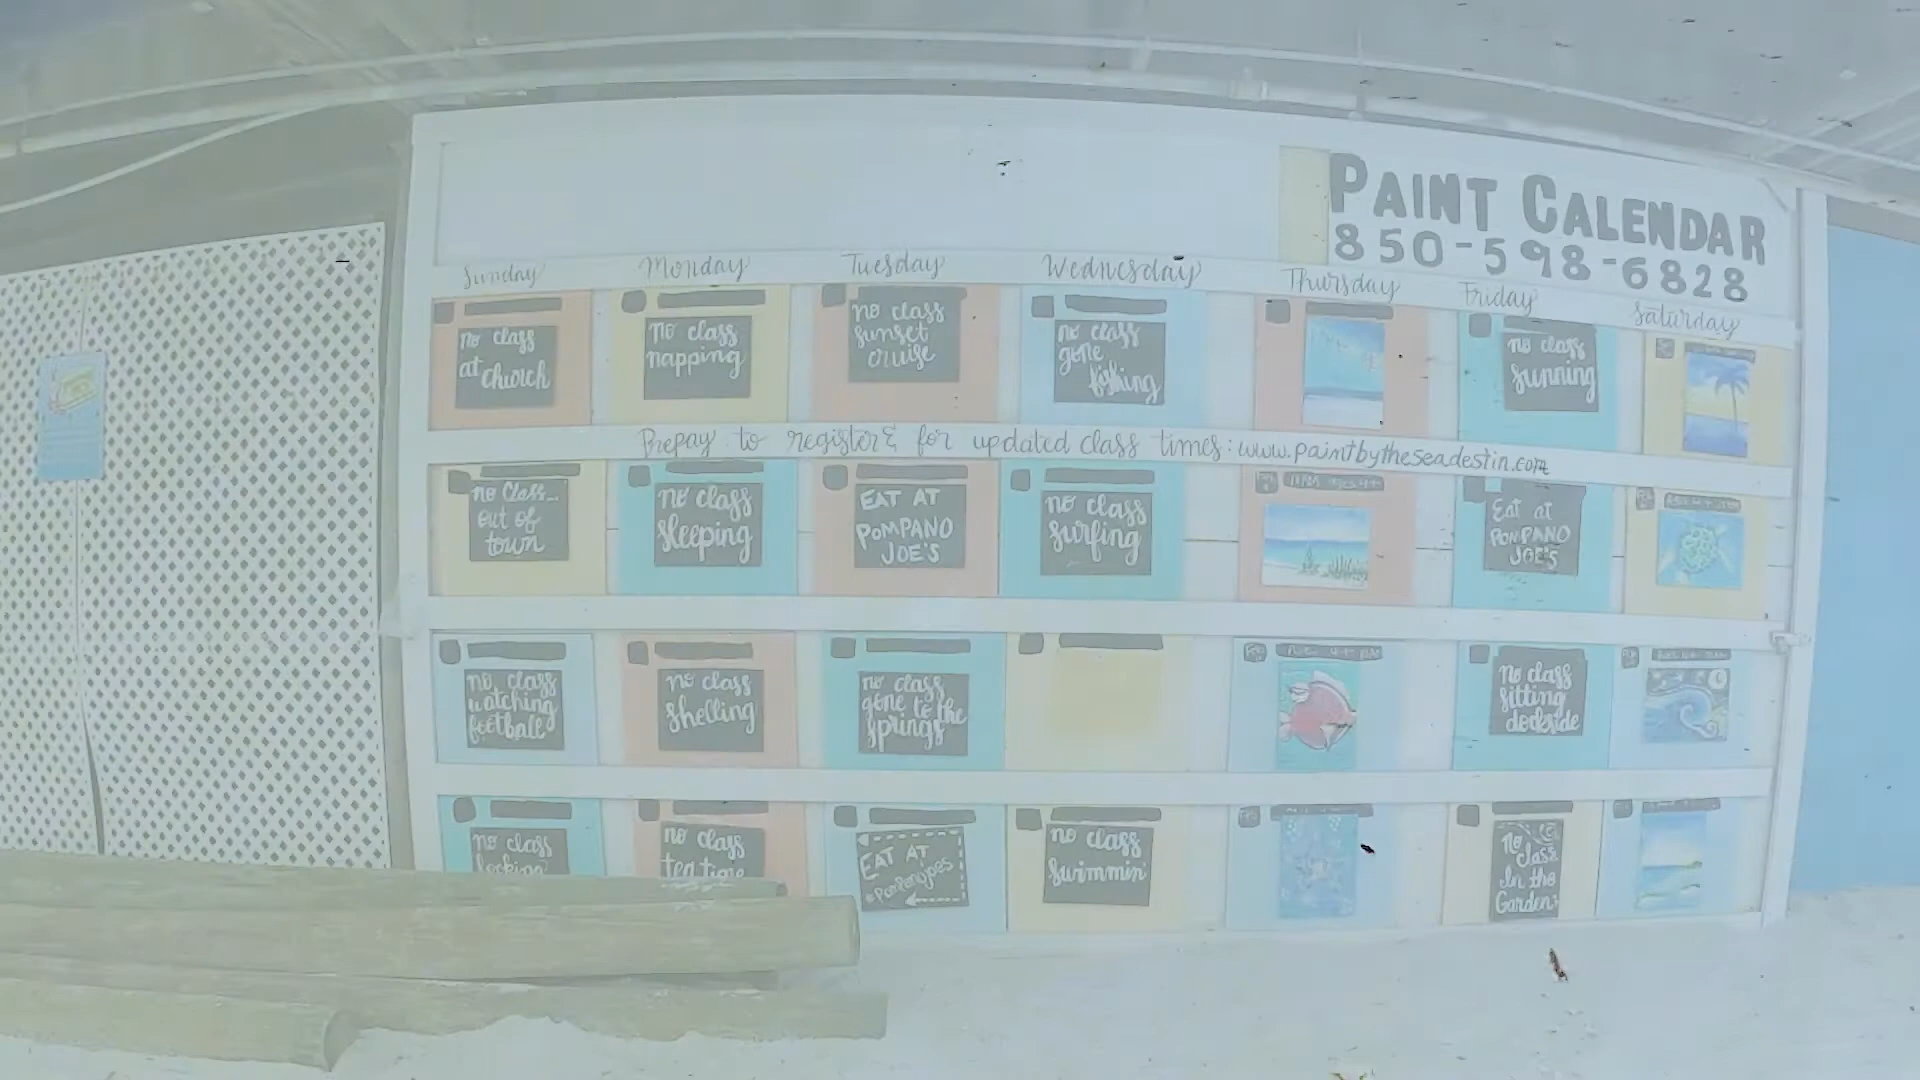 PAINT CALENDAR
850-598-6828
Sunday Monday Tuesday Wednesday Thursday Friday Saturday
no class
at church
no class
napping
no class
sunset
cruise
no class
gone
fishing
no class
sunning
Prepay to register & for updated class times: www.paintbytheseadestin.com
no Class...
out of
town
no class
sleeping
EAT AT
POMPANO
JOE'S
no class
surfing
Eat at
POMPANO
JOE'S
no class
watching
football
no class
shelling
no class
gone to the
springs
no class
sitting
dockside
no class
no class
tea time
EAT AT
no class
swimmin'
No
Class
In the
Garden